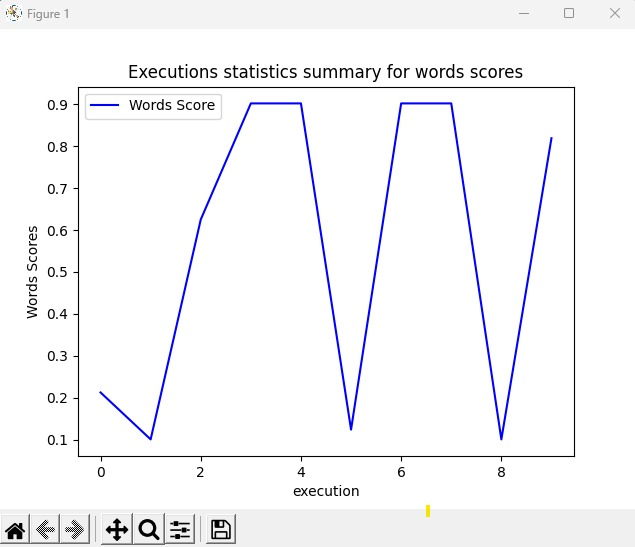 Figure 1
Executions statistics summary for words scores
Words Score
0.9
0.8
0.7
0.6
0.5
0.4
0.3
0.2
0.1
Words Scores
0 2 4 6 8
execution